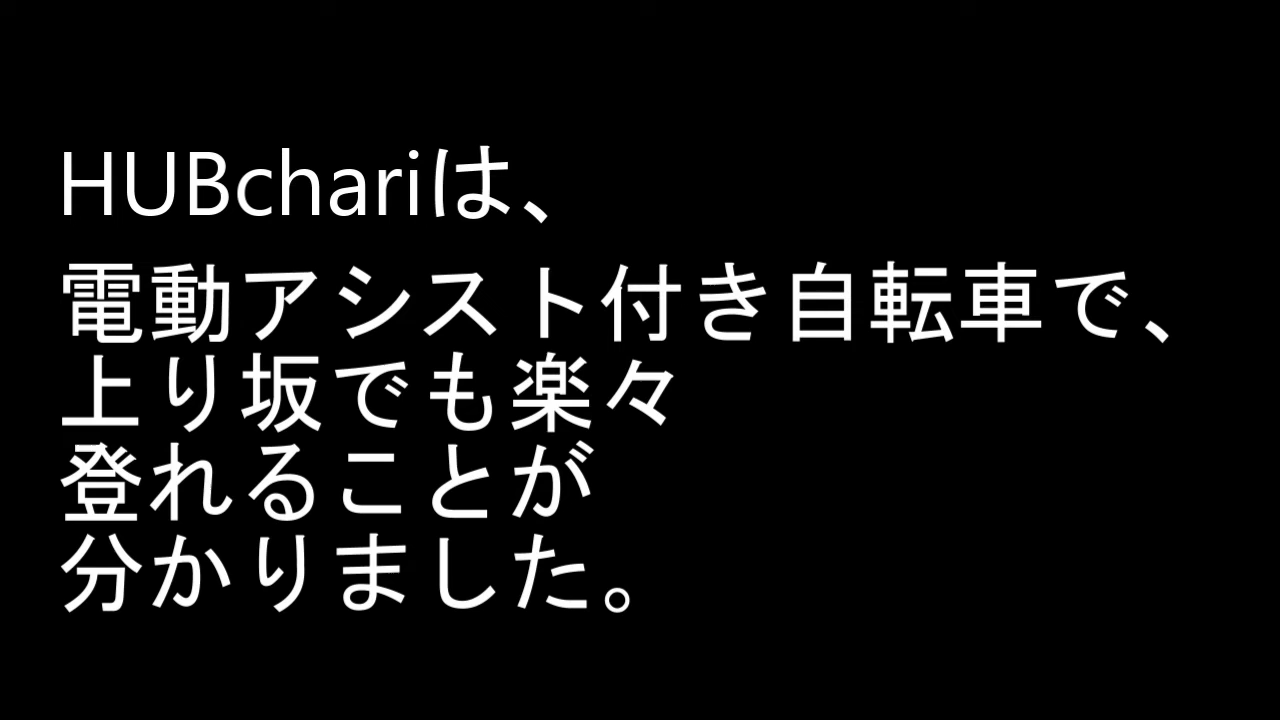 HUBchariは、
電動アシスト付き自転車で、
上り坂でも楽々
登れることが
分かりました。